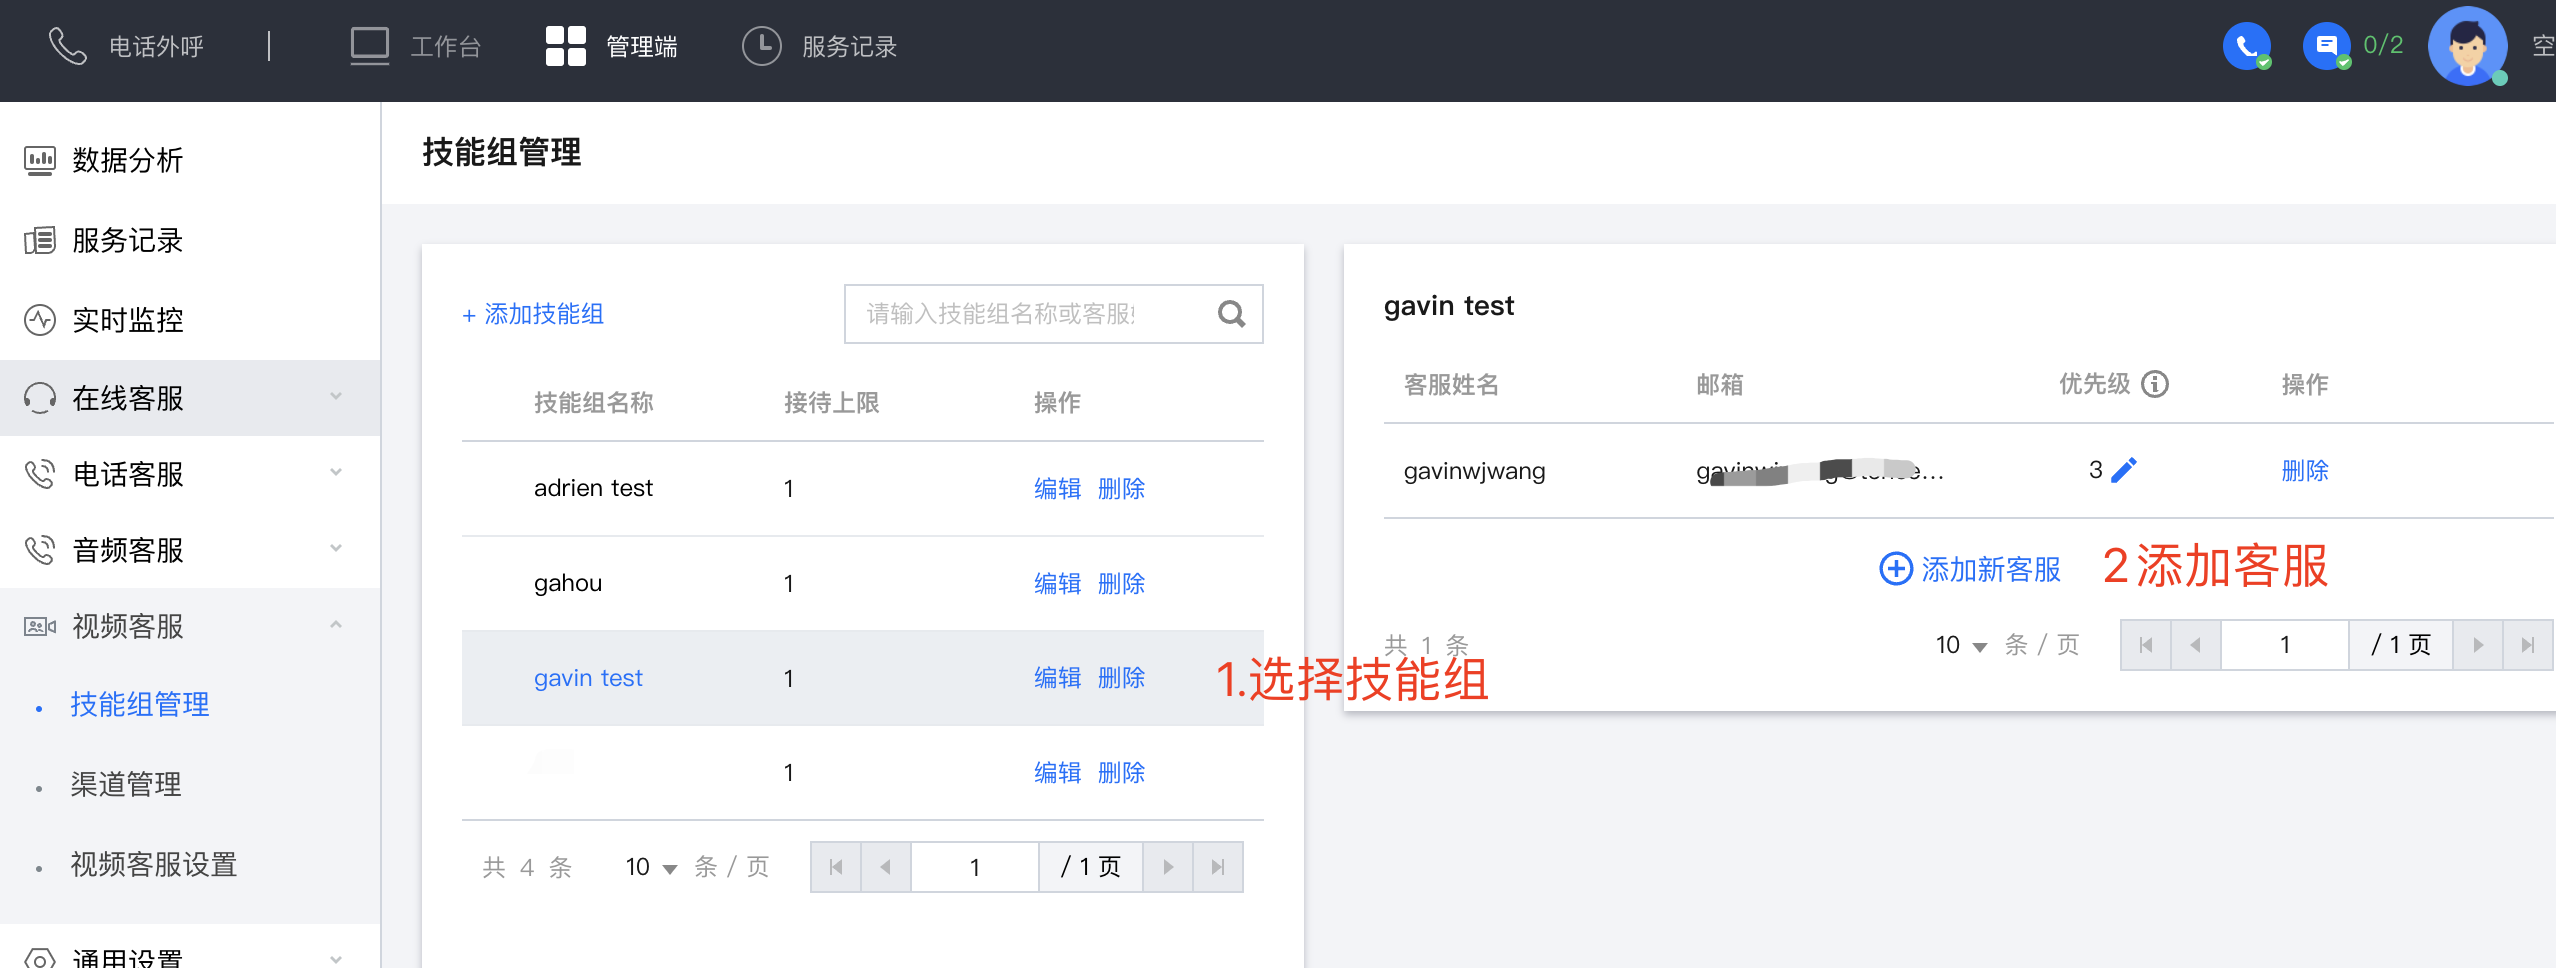 电话外呼 | 工作台 管理端 服务记录 0/2 空
数据分析
服务记录
实时监控
在线客服
电话客服
音频客服
视频客服
技能组管理
渠道管理
视频客服设置
通用设置
技能组管理
+ 添加技能组 请输入技能组名称或客服
技能组名称 接待上限 操作
adrien test 1 编辑 删除
gahou 1 编辑 删除
gavin test 1 编辑 删除
1 编辑 删除
共 4 条 10 条 / 页 1 / 1 页
1.选择技能组
gavin test
客服姓名 邮箱 优先级 操作
gavinwjwang 3 删除
添加新客服 2添加客服
共 1 条 10 条 / 页 1 / 1 页